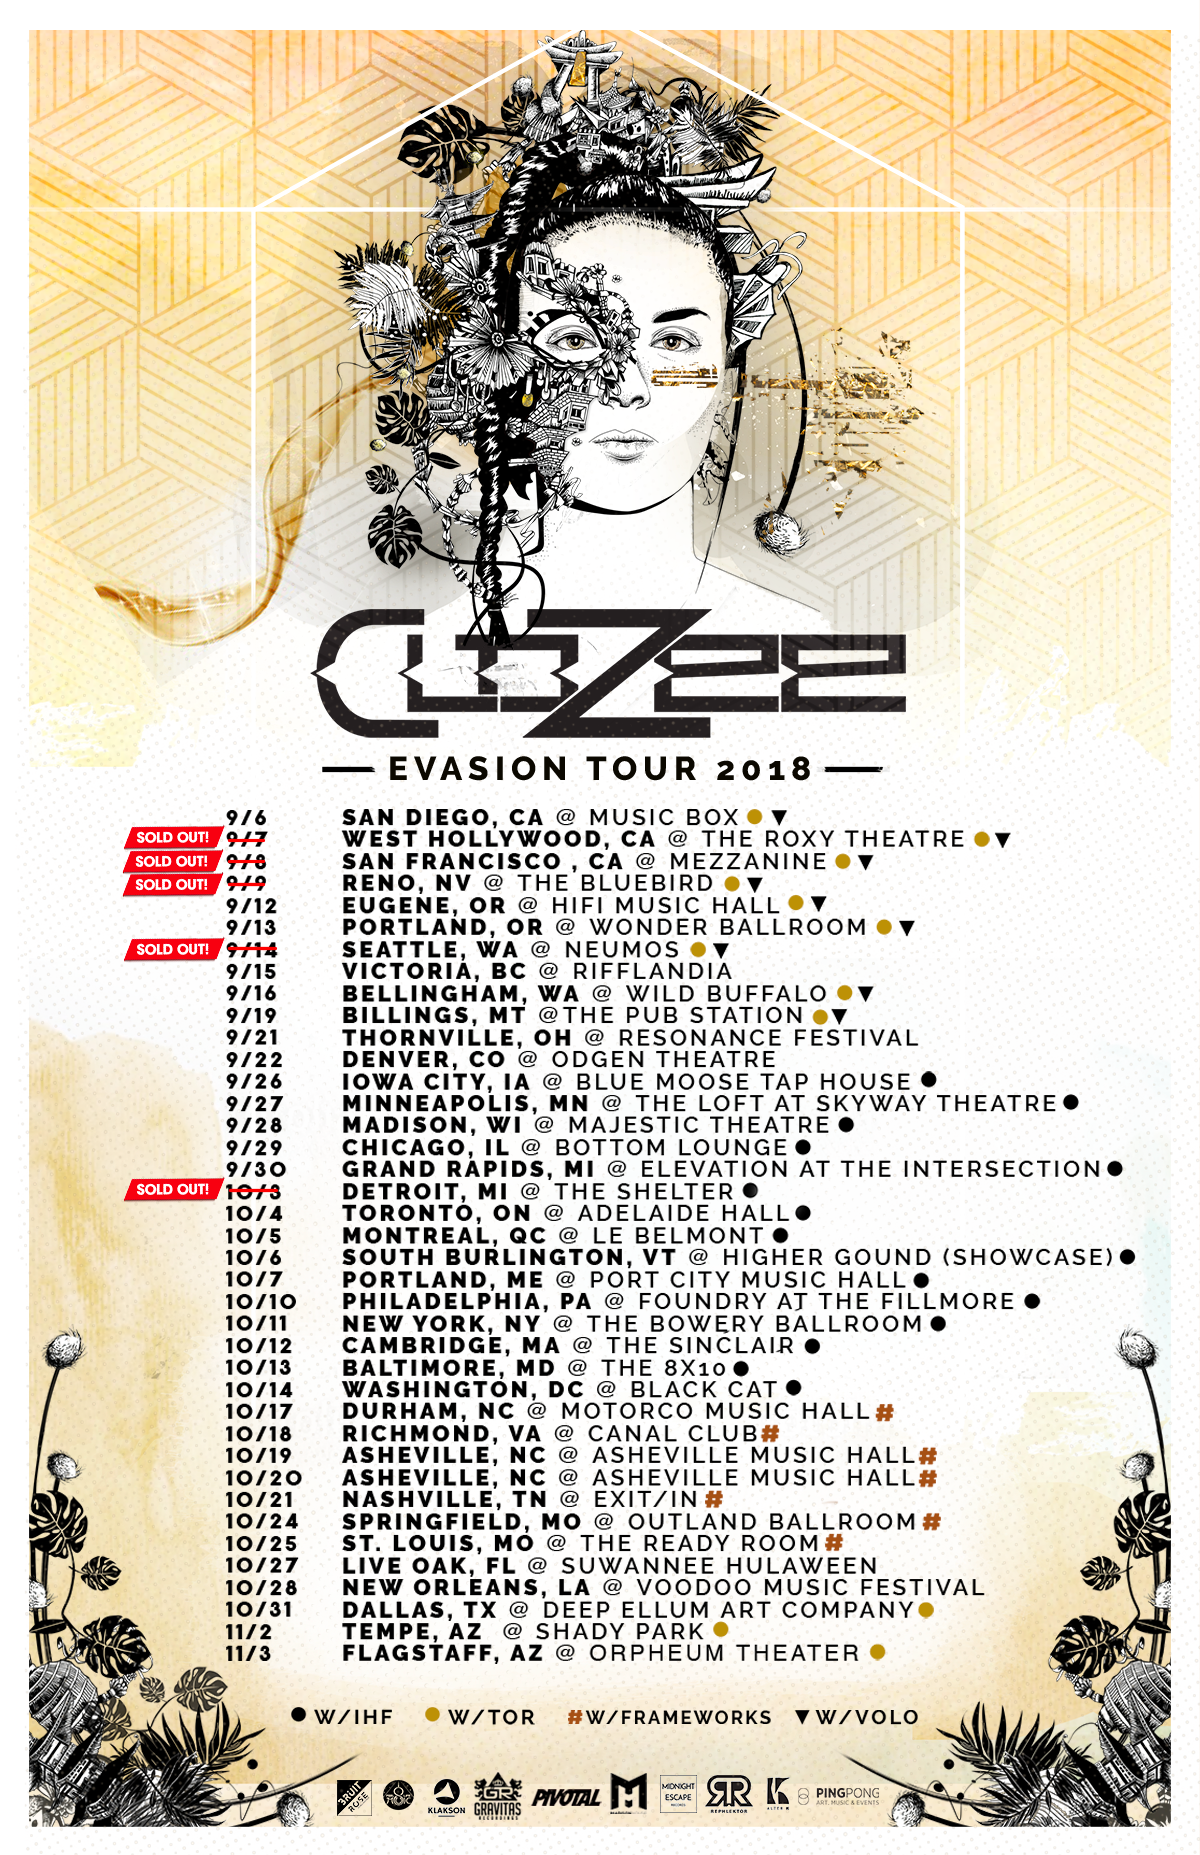 CLOZEE
EVASION TOUR 2018
9/6 SAN DIEGO, CA @ MUSIC BOX
SOLD OUT! 9/7 WEST HOLLYWOOD, CA @ THE ROXY THEATRE
SOLD OUT! 9/8 SAN FRANCISCO , CA @ MEZZANINE
SOLD OUT! 9/9 RENO, NV @ THE BLUEBIRD
9/12 EUGENE, OR @ HIFI MUSIC HALL
9/13 PORTLAND, OR @ WONDER BALLROOM
SOLD OUT! 9/14 SEATTLE, WA @ NEUMOS
9/15 VICTORIA, BC @ RIFFLANDIA
9/16 BELLINGHAM, WA @ WILD BUFFALO
9/19 BILLINGS, MT @THE PUB STATION
9/21 THORNVILLE, OH @ RESONANCE FESTIVAL
9/22 DENVER, CO @ ODGEN THEATRE
9/26 IOWA CITY, IA @ BLUE MOOSE TAP HOUSE
9/27 MINNEAPOLIS, MN @ THE LOFT AT SKYWAY THEATRE
9/28 MADISON, WI @ MAJESTIC THEATRE
9/29 CHICAGO, IL @ BOTTOM LOUNGE
9/30 GRAND RAPIDS, MI @ ELEVATION AT THE INTERSECTION
SOLD OUT! 10/3 DETROIT, MI @ THE SHELTER
10/4 TORONTO, ON @ ADELAIDE HALL
10/5 MONTREAL, QC @ LE BELMONT
10/6 SOUTH BURLINGTON, VT @ HIGHER GOUND (SHOWCASE)
10/7 PORTLAND, ME @ PORT CITY MUSIC HALL
10/10 PHILADELPHIA, PA @ FOUNDRY AT THE FILLMORE
10/11 NEW YORK, NY @ THE BOWERY BALLROOM
10/12 CAMBRIDGE, MA @ THE SINCLAIR
10/13 BALTIMORE, MD @ THE 8X10
10/14 WASHINGTON, DC @ BLACK CAT
10/17 DURHAM, NC @ MOTORCO MUSIC HALL#
10/18 RICHMOND, VA @ CANAL CLUB#
10/19 ASHEVILLE, NC @ ASHEVILLE MUSIC HALL#
10/20 ASHEVILLE, NC @ ASHEVILLE MUSIC HALL#
10/21 NASHVILLE, TN @ EXIT/IN #
10/24 SPRINGFIELD, MO @ OUTLAND BALLROOM #
10/25 ST. LOUIS, MO @ THE READY ROOM #
10/27 LIVE OAK, FL @ SUWANNEE HULAWEEN
10/28 NEW ORLEANS, LA @ VOODOO MUSIC FESTIVAL
10/31 DALLAS, TX @ DEEP ELLUM ART COMPANY
11/2 TEMPE, AZ @ SHADY PARK
11/3 FLAGSTAFF, AZ @ ORPHEUM THEATER
W/IHF W/TOR #W/FRAMEWORKS W/VOLO
KLAKSON GRAVITAS RECORDINGS PIVOTAL MIDNIGHT ESCAPE REPHLEKTOR PINGPONG
ART, MUSIC & EVENTS